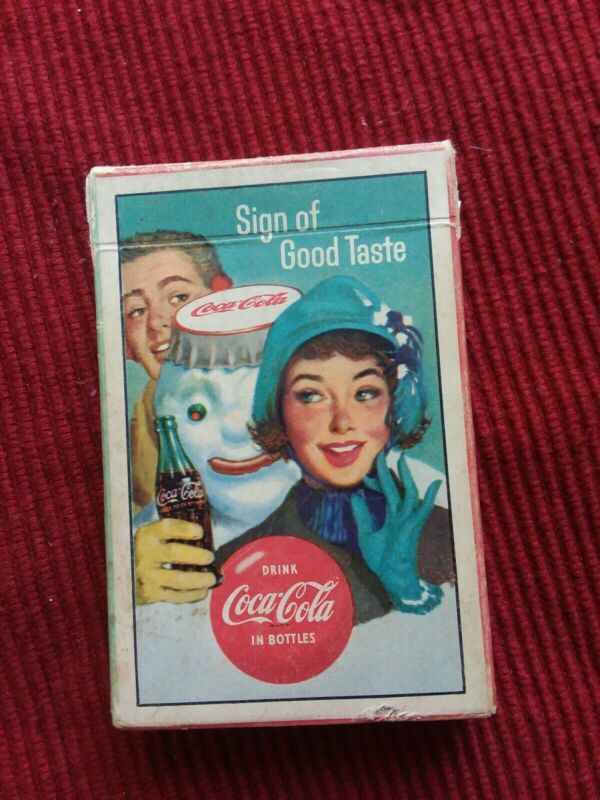 Sign of
Good Taste
Coca-Cola
Coca-Cola
DRINK
Coca-Cola
IN BOTTLES